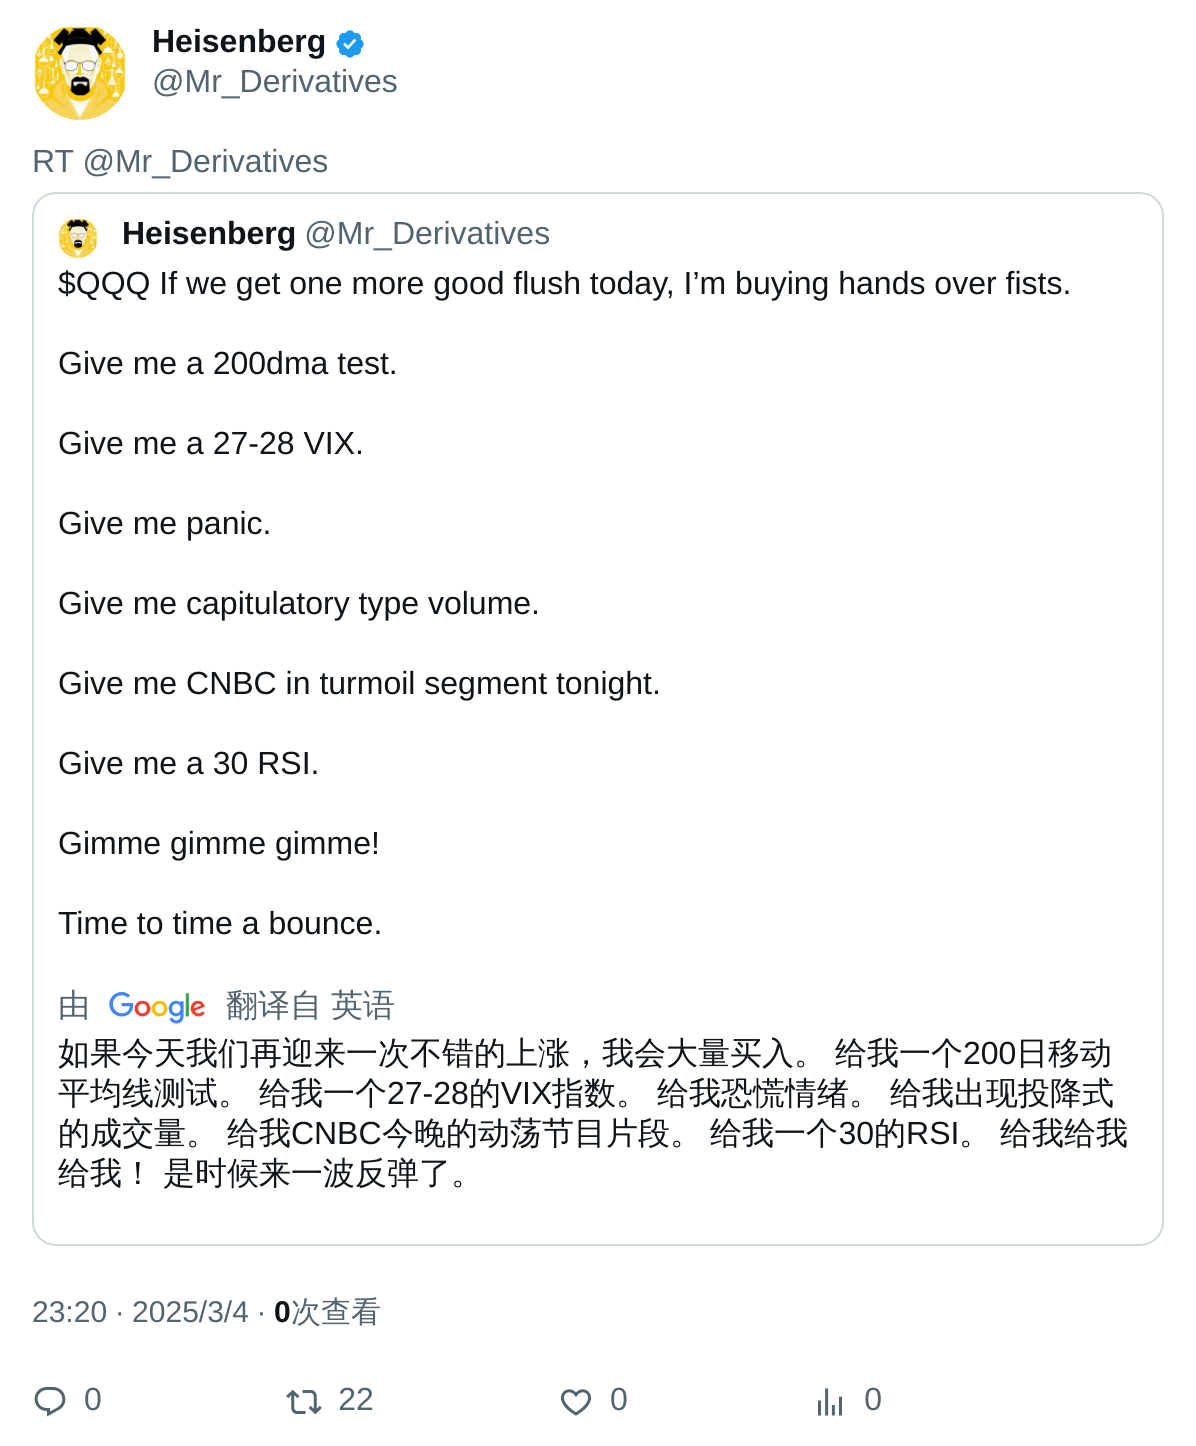 Heisenberg
@Mr_Derivatives
RT @Mr_Derivatives
Heisenberg @Mr_Derivatives
$QQQ If we get one more good flush today, I’m buying hands over fists.
Give me a 200dma test.
Give me a 27-28 VIX.
Give me panic.
Give me capitulatory type volume.
Give me CNBC in turmoil segment tonight.
Give me a 30 RSI.
Gimme gimme gimme!
Time to time a bounce.
由 Google 翻译自 英语
如果今天我们再迎来一次不错的上涨，我会大量买入。 给我一个200日移动
平均线测试。 给我一个27-28的VIX指数。 给我恐慌情绪。 给我出现投降式
的成交量。 给我CNBC今晚的动荡节目片段。 给我一个30的RSI。 给我给我
给我！ 是时候来一波反弹了。
23:20 · 2025/3/4 · 0次查看
0 22 0 0